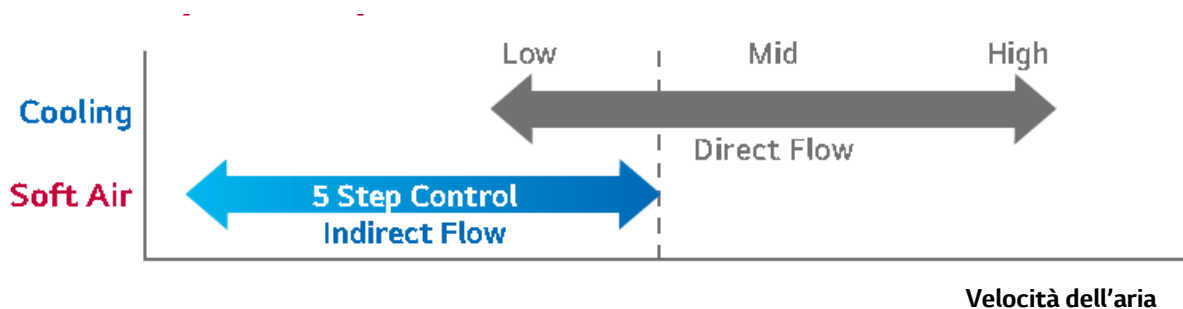 Low Mid High
Cooling
Direct Flow
Soft Air 5 Step Control
Indirect Flow
Velocità dell'aria